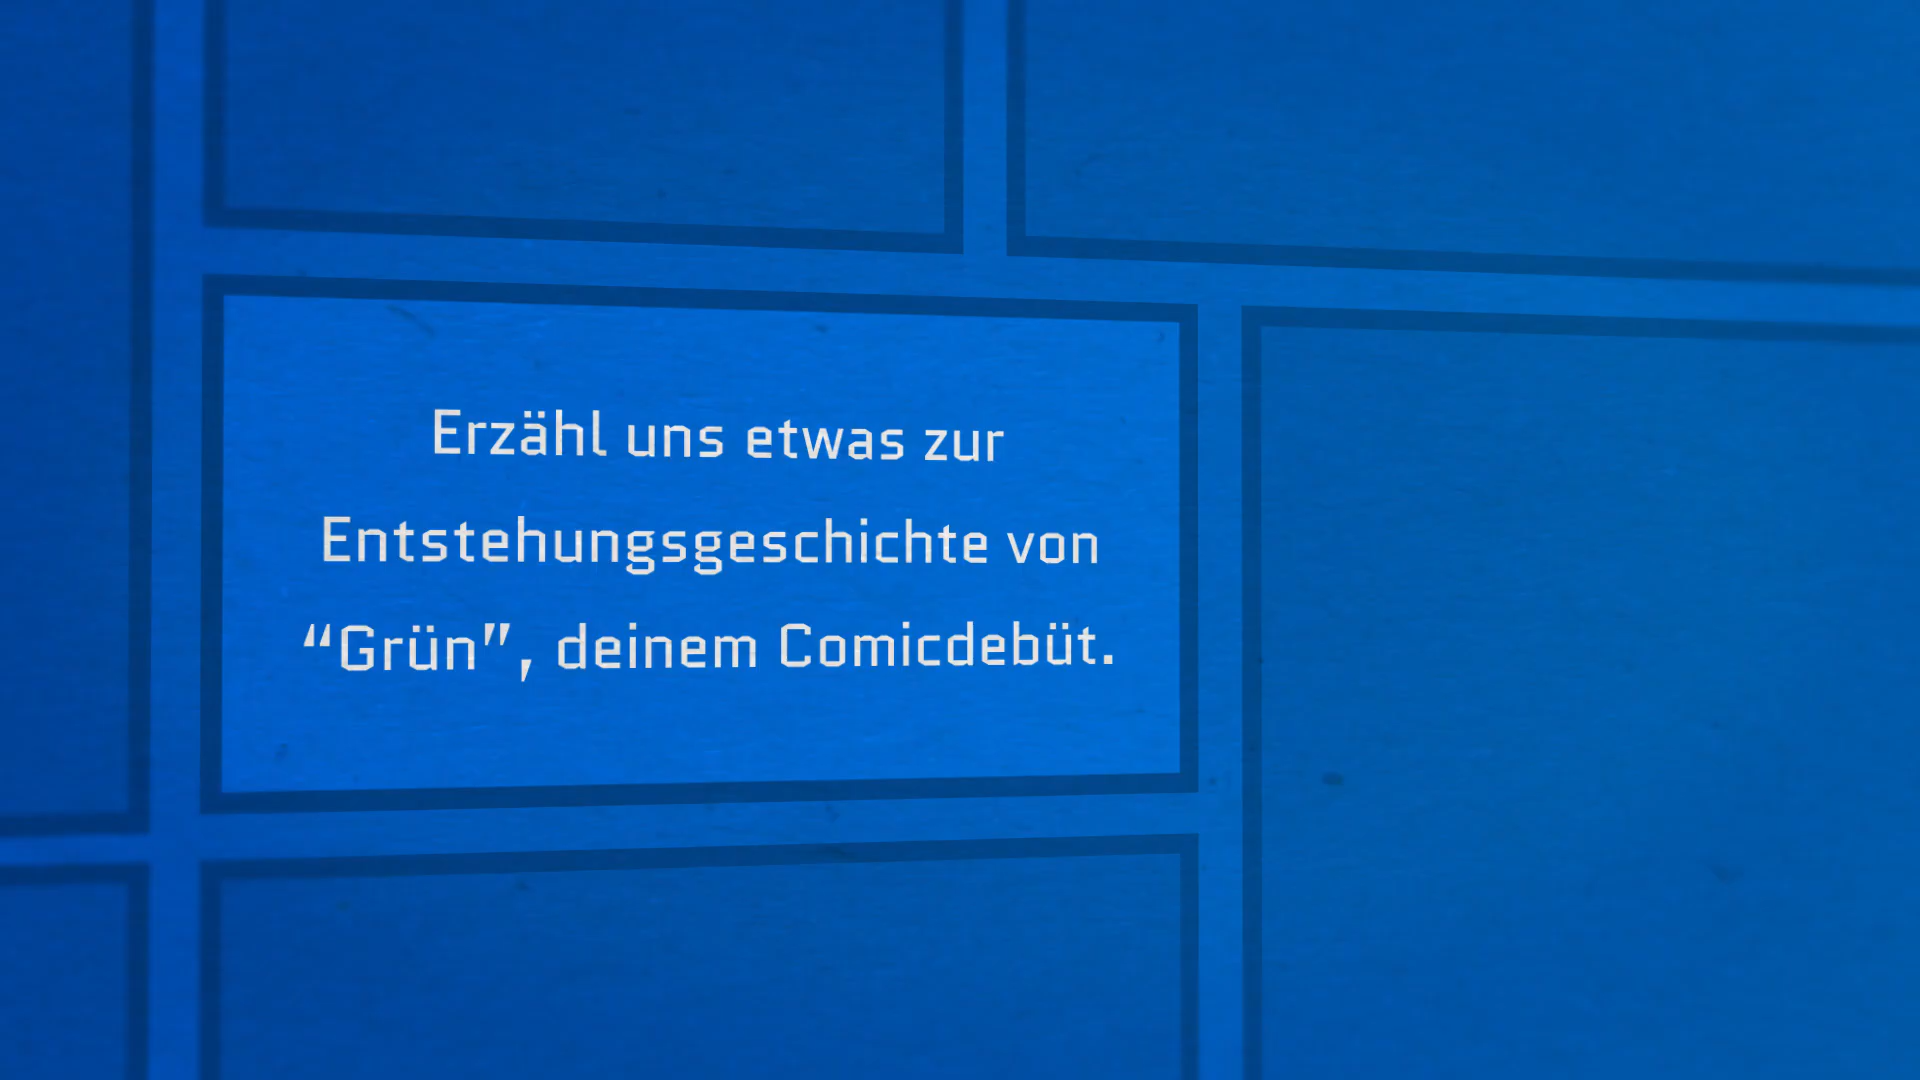 Erzähl uns etwas zur
Entstehungsgeschichte von
“Grün”, deinem Comicdebüt.